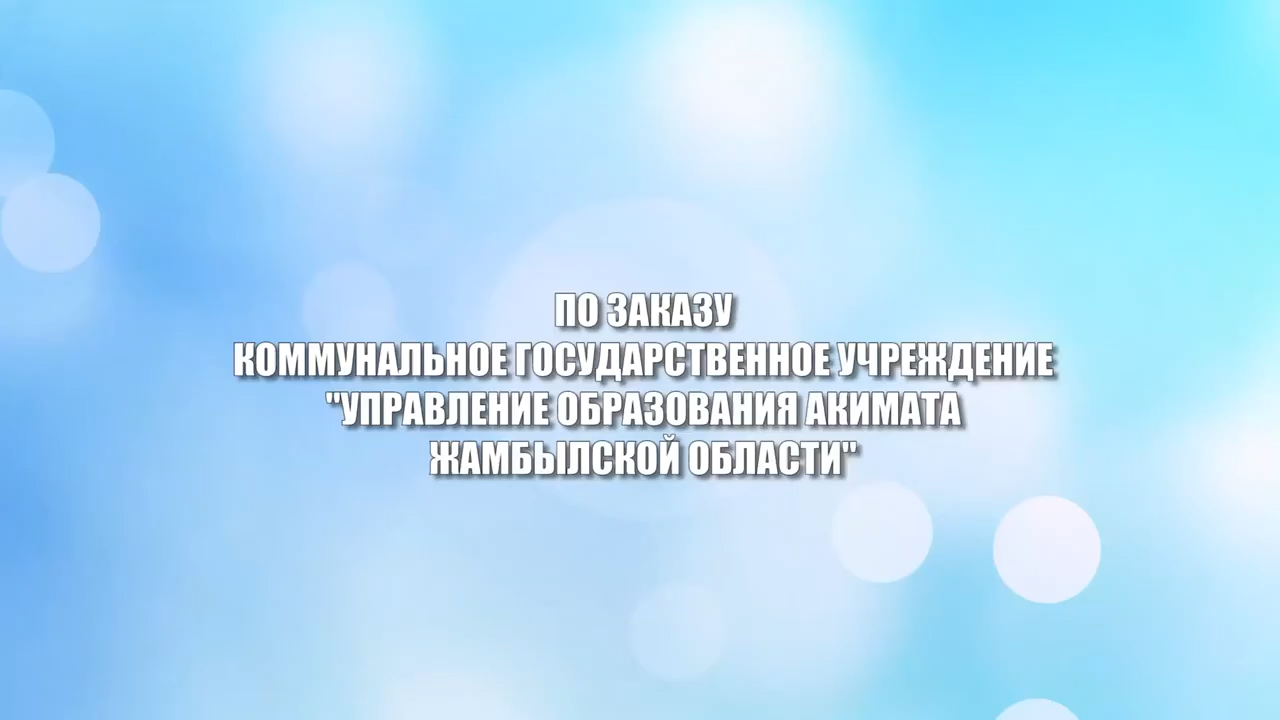 ПО ЗАКАЗУ
КОММУНАЛЬНОЕ ГОСУДАРСТВЕННОЕ УЧРЕЖДЕНИЕ
"УПРАВЛЕНИЕ ОБРАЗОВАНИЯ АКИМАТА
ЖАМБЫЛСКОЙ ОБЛАСТИ"